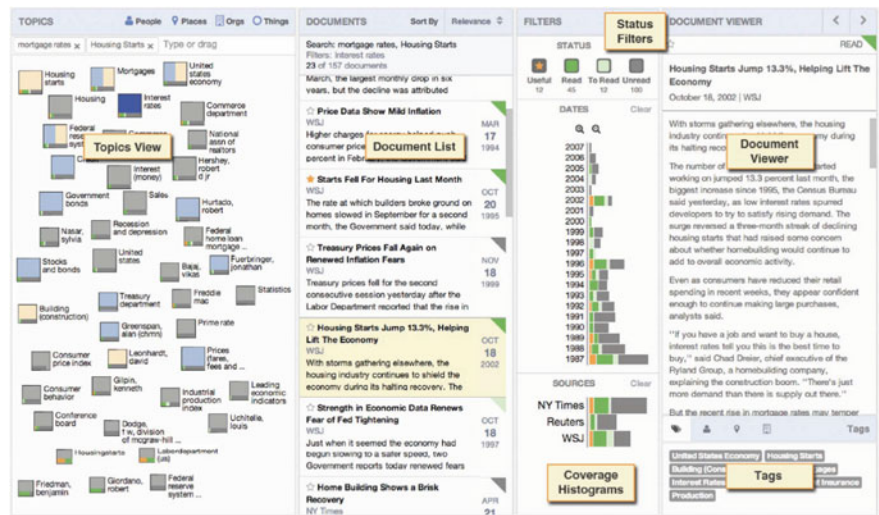 TOPICS
People
Places
Orgs
Things
mortgage rates x
Housing Starts x
Type or drag
Housing
starts
Mortgages
United
states
economy
Housing
Interest
rates
Commerce
department
Federal
National
assn of
realtors
Topics View
Interest
(money)
Hershey,
robert
d jr
Government
bonds
Sales
Hurtado,
robert
Nasar,
sylvia
Recession
and depression
Federal
home loan
mortgage ...
Stocks
and bonds
United
states
Bajaj,
vikas
Fuerbringer,
jonathan
Building
(construction)
Treasury
department
Freddie
mac
Statistics
Greenspan,
alan (chmn)
Prime rate
Consumer
price index
Leonhardt,
david
Prices
(fares,
fees and ...
Consumer
behavior
Gilpin,
kenneth
Industrial
production
index
Leading
economic
indicators
Conference
board
Dodge,
f w, division
of mcgraw-hill ...
Uchitelle,
louis
Housingstarts
Labordepartment
(us)
Friedman,
benjamin
Giordano,
robert
Federal
reserve
system ...
DOCUMENTS
Sort By
Relevance
Search: mortgage rates, Housing Starts
Filters: interest rates
23 of 157 documents
March, the largest monthly drop in six
years, but the decline was attributed
Price Data Show Mild Inflation
WSJ
MAR
17
1994
Higher charges
consumer price
percent in Febru
Document List
Starts Fell For Housing Last Month
WSJ
OCT
20
1995
The rate at which builders broke ground on
homes slowed in September for a second
month, the Government said today, while
Treasury Prices Fall Again on
Renewed Inflation Fears
WSJ
NOV
18
1999
Treasury prices fell for the second
consecutive session yesterday after the
Labor Department reported that the rise in
Housing Starts Jump 13.3%, Helping
Lift The Economy
WSJ
OCT
18
2002
With storms gathering elsewhere, the
housing industry continues to shield the
economy during its halting recovery. The
Strength in Economic Data Renews
Fear of Fed Tightening
WSJ
OCT
18
1997
Just when it seemed the economy had
begun slowing to a safer speed, two
Government reports today renewed fears
Home Building Shows a Brisk
Recovery
NY Times
APR
21
FILTERS
Status
Filters
STATUS
Useful
12
Read
45
To Read
12
Unread
100
DATES
Clear
2007
2006
2005
2004
2003
2002
2001
2000
1999
1998
1997
1996
1995
1994
1993
1992
1991
1990
1989
1988
1987
SOURCES
Clear
NY Times
Reuters
WSJ
Coverage
Histograms
DOCUMENT VIEWER
READ
Housing Starts Jump 13.3%, Helping Lift The
Economy
October 18, 2002 | WSJ
With storms gathering elsewhere, the housing
industry contin economy during
its halting reco
Document
Viewer
The number of arted
working on jumped 13.3 percent last month, the
biggest increase since 1995, the Census Bureau
said yesterday, as low interest rates spurred
developers to try to satisfy rising demand. The
surge reversed a three-month streak of declining
housing starts that had raised some concern
about whether homebuilding would continue to
add to overall economic activity.
Even as consumers have reduced their retail
spending in recent weeks, they appear confident
enough to continue making large purchases,
analysts said.
''If you have a job and want to buy a house,
interest rates tell you this is the best time to
buy,'' said Chad Dreier, chief executive of the
Ryland Group, a homebuilding company,
explaining the construction boom. ''There's just
more demand than there is supply out there.''
But the recent rise in mortgage rates may temper
Tags
United States Economy
Housing Starts
Building (Cons
ages
Interest Rates
t Insurance
Production
Tags